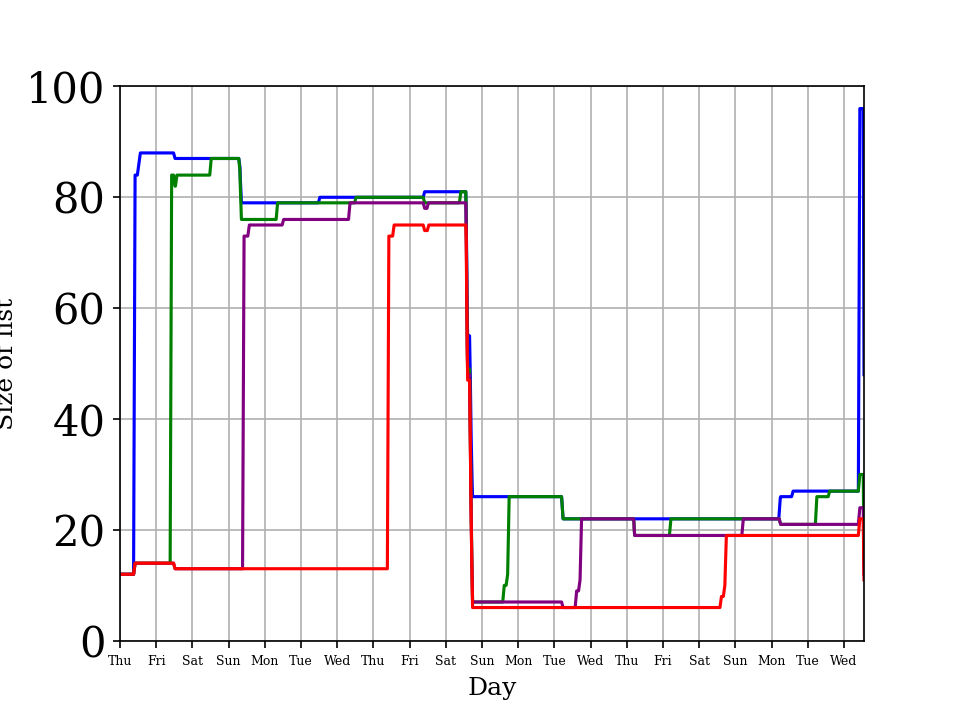 100
80
60
40
20
0
Size of list
Thu Fri Sat Sun Mon Tue Wed Thu Fri Sat Sun Mon Tue Wed Thu Fri Sat Sun Mon Tue Wed
Day